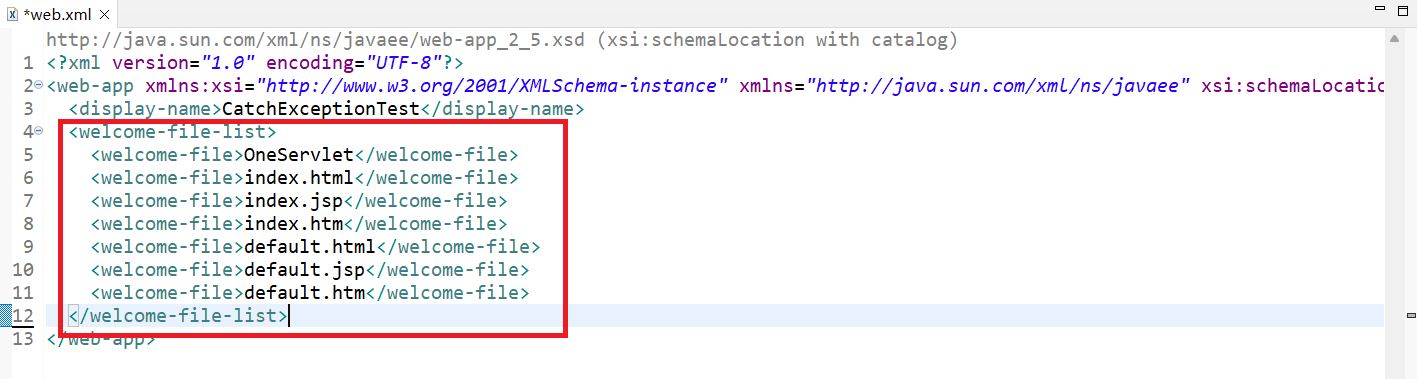 *web.xml
http://java.sun.com/xml/ns/javaee/web-app_2_5.xsd (xsi:schemaLocation with catalog)
1 <?xml version="1.0" encoding="UTF-8"?>
2 <web-app xmlns:xsi="http://www.w3.org/2001/XMLSchema-instance" xmlns="http://java.sun.com/xml/ns/javaee" xsi:schemaLocatio
3 <display-name>CatchExceptionTest</display-name>
4 <welcome-file-list>
5 <welcome-file>OneServlet</welcome-file>
6 <welcome-file>index.html</welcome-file>
7 <welcome-file>index.jsp</welcome-file>
8 <welcome-file>index.htm</welcome-file>
9 <welcome-file>default.html</welcome-file>
10 <welcome-file>default.jsp</welcome-file>
11 <welcome-file>default.htm</welcome-file>
12 </welcome-file-list>
13 </web-app>